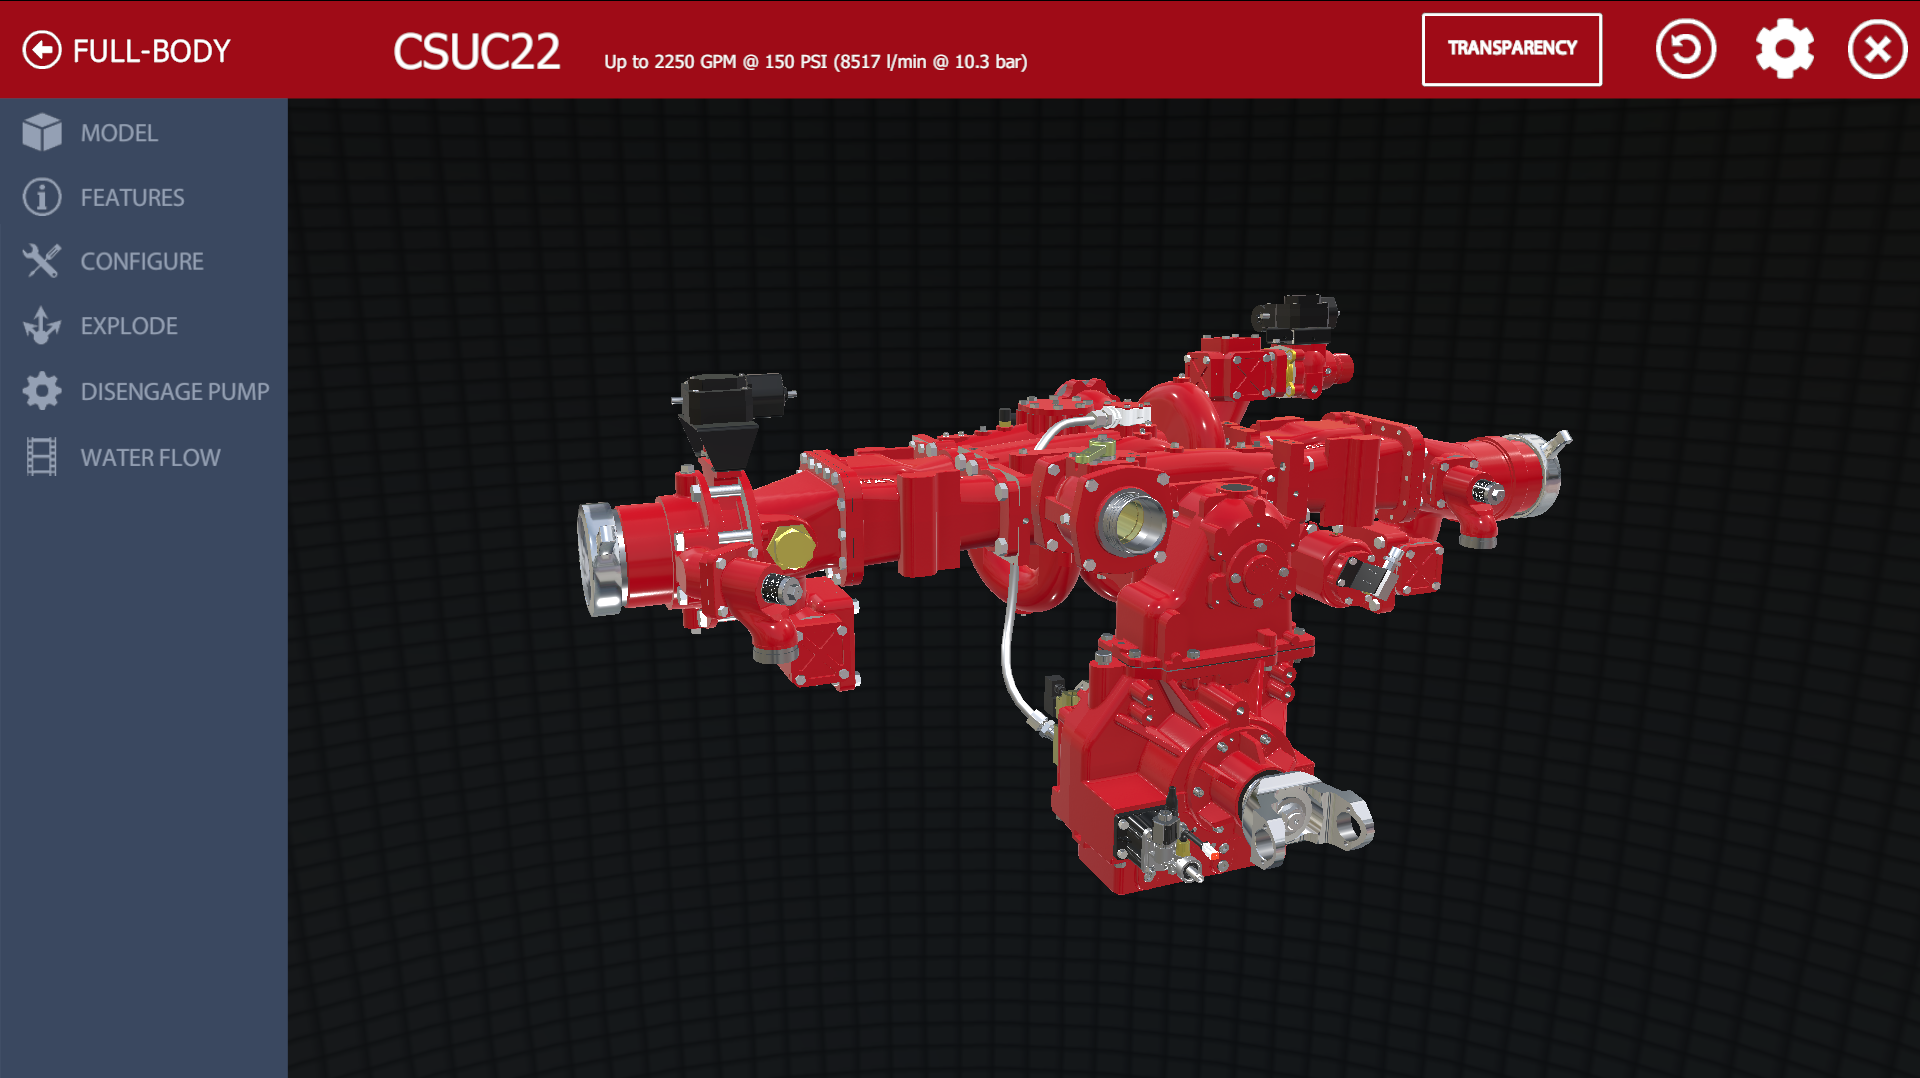 FULL-BODY
CSUC22
Up to 2250 GPM @ 150 PSI (8517 l/min @ 10.3 bar)
TRANSPARENCY
MODEL
FEATURES
CONFIGURE
EXPLODE
DISENGAGE PUMP
WATER FLOW